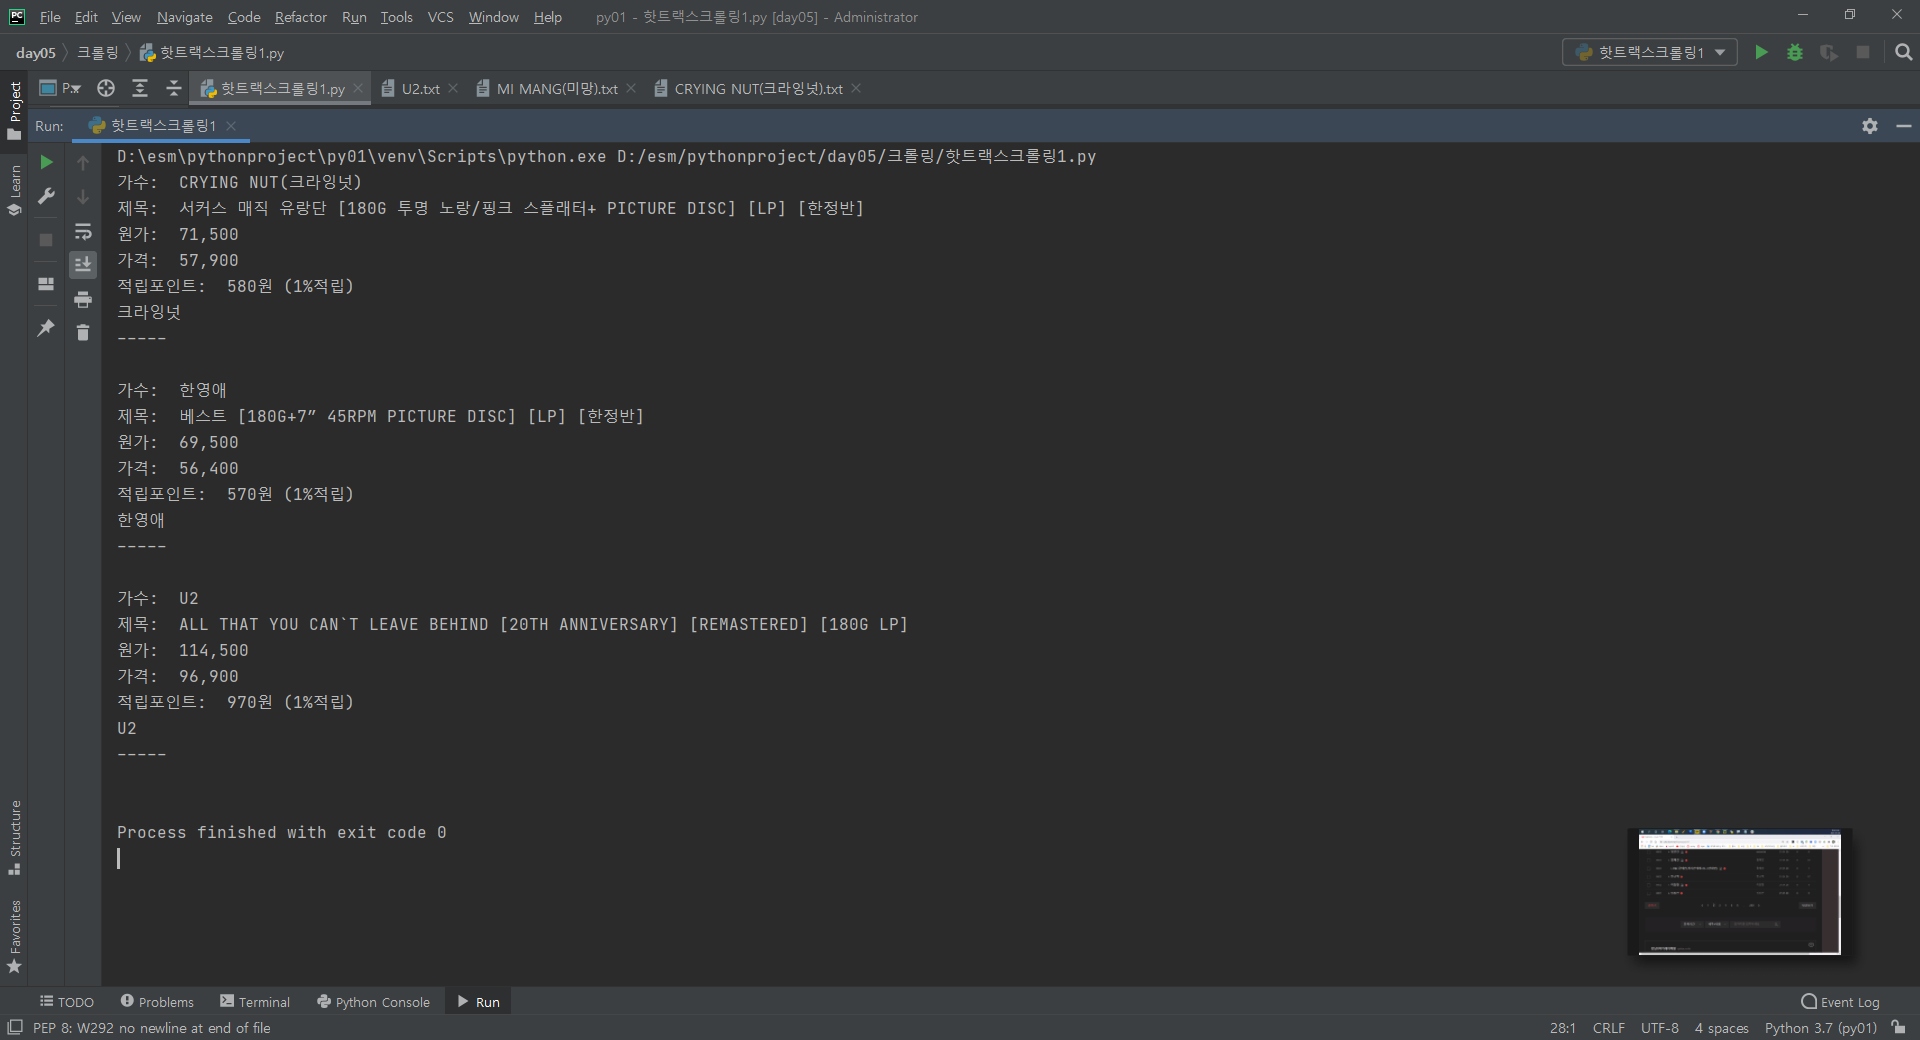 PC File Edit View Navigate Code Refactor Run Tools VCS Window Help py01 - 핫트랙스크롤링1.py [day05] - Administrator
day05 크롤링 핫트랙스크롤링1.py 핫트랙스크롤링1
Project
P 핫트랙스크롤링1.py U2.txt MI MANG(미망).txt CRYING NUT(크라잉넛).txt
Run: 핫트랙스크롤링1
Learn
D:\esm\pythonproject\py01\venv\Scripts\python.exe D:/esm/pythonproject/day05/크롤링/핫트랙스크롤링1.py
가수: CRYING NUT(크라잉넛)
제목: 서커스 매직 유랑단 [180G 투명 노랑/핑크 스플래터+ PICTURE DISC] [LP] [한정반]
원가: 71,500
가격: 57,900
적립포인트: 580원 (1%적립)
크라잉넛
-----
가수: 한영애
제목: 베스트 [180G+7” 45RPM PICTURE DISC] [LP] [한정반]
원가: 69,500
가격: 56,400
적립포인트: 570원 (1%적립)
한영애
-----
가수: U2
제목: ALL THAT YOU CAN`T LEAVE BEHIND [20TH ANNIVERSARY] [REMASTERED] [180G LP]
원가: 114,500
가격: 96,900
적립포인트: 970원 (1%적립)
U2
-----
Process finished with exit code 0
Structure
Favorites
TODO Problems Terminal Python Console Run Event Log
PEP 8: W292 no newline at end of file 28:1 CRLF UTF-8 4 spaces Python 3.7 (py01)